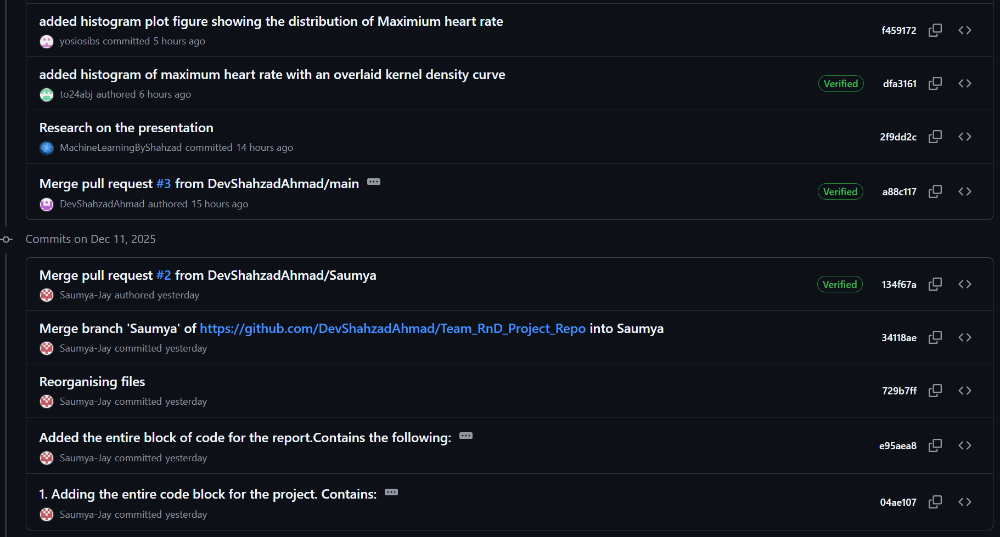 added histogram plot figure showing the distribution of Maximium heart rate
yosiosibs committed 5 hours ago
f459172
added histogram of maximum heart rate with an overlaid kernel density curve
to24abj authored 6 hours ago
Verified
dfa3161
Research on the presentation
MachineLearningByShahzad committed 14 hours ago
2f9dd2c
Merge pull request #3 from DevShahzadAhmad/main
DevShahzadAhmad authored 15 hours ago
Verified
a88c117
Commits on Dec 11, 2025
Merge pull request #2 from DevShahzadAhmad/Saumya
Saumya-Jay authored yesterday
Verified
134f67a
Merge branch 'Saumya' of https://github.com/DevShahzadAhmad/Team_RnD_Project_Repo into Saumya
Saumya-Jay committed yesterday
34118ae
Reorganising files
Saumya-Jay committed yesterday
729b7ff
Added the entire block of code for the report.Contains the following:
Saumya-Jay committed yesterday
e95aea8
1. Adding the entire code block for the project. Contains:
Saumya-Jay committed yesterday
04ae107